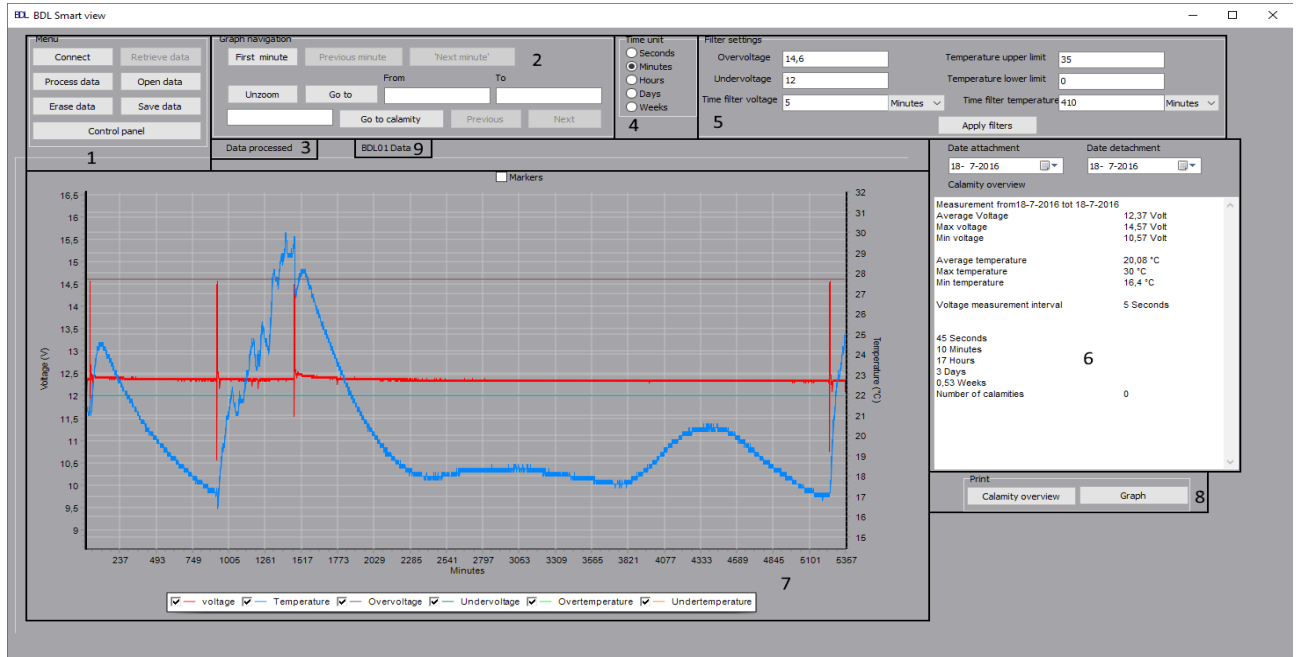 BDL BDL Smart view
Menu
Connect Retrieve data
Process data Open data
Erase data Save data
Control panel
1
Graph navigation
First minute Previous minute 'Next minute' 2
From To
Unzoom Go to
Go to calamity Previous Next
Time unit
Seconds
Minutes
Hours
Days
Weeks
4
Filter settings
Overvoltage 14,6 Temperature upper limit 35
Undervoltage 12 Temperature lower limit 0
Time filter voltage 5 Minutes Time filter temperature 410 Minutes
5 Apply filters
Data processed 3 BDL01 Data 9
Date attachment Date detachment
18- 7-2016 18- 7-2016
Calamity overview
Measurement from18-7-2016 tot 18-7-2016
Average Voltage 12,37 Volt
Max voltage 14,57 Volt
Min voltage 10,57 Volt
Average temperature 20,08 °C
Max temperature 30 °C
Min temperature 16,4 °C
Voltage measurement interval 5 Seconds
45 Seconds
10 Minutes
17 Hours
3 Days
0,53 Weeks
Number of calamities 0
6
Print
Calamity overview Graph 8
Markers
16,5
16
15,5
15
14,5
14
13,5
13
12,5
12
11,5
11
10,5
10
9,5
9
Voltage (V)
32
31
30
29
28
27
26
25
24
23
22
21
20
19
18
17
16
15
Temperature (°C)
237 493 749 1005 1261 1517 1773 2029 2285 2541 2797 3053 3309 3565 3821 4077 4333 4589 4845 5101 5357
Minutes
7
voltage Temperature Overvoltage Undervoltage Overtemperature Undertemperature